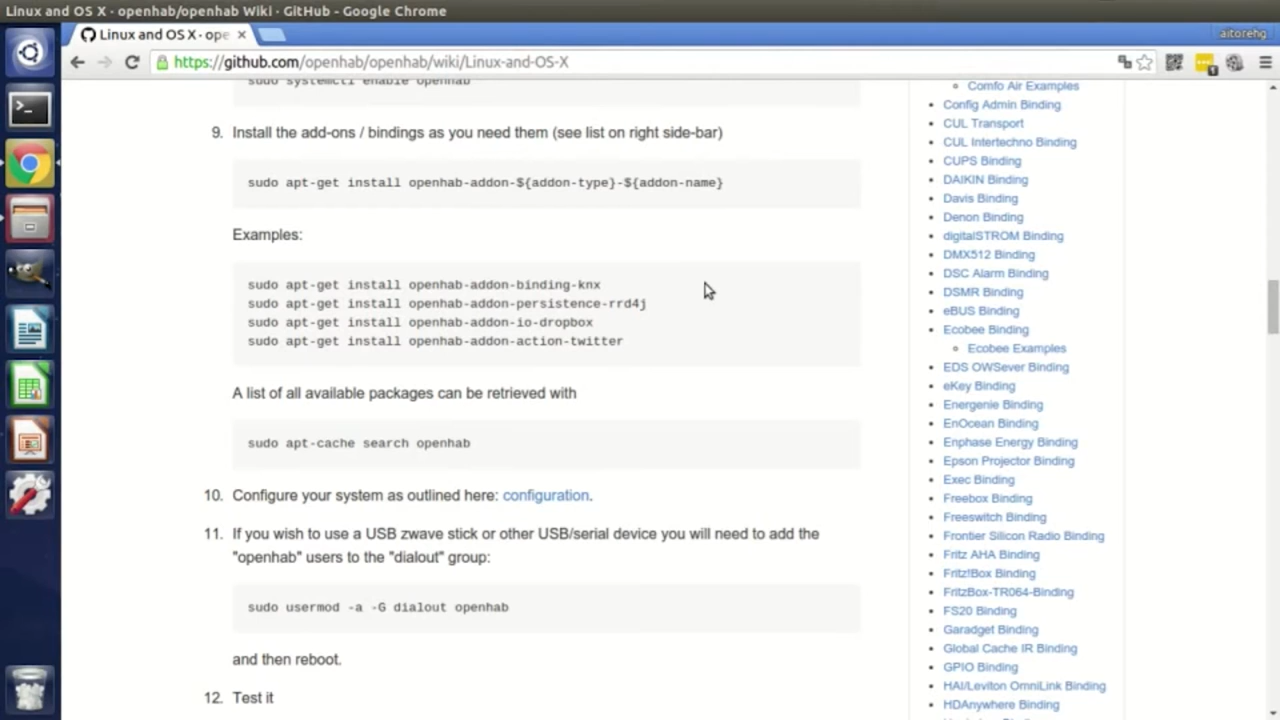 Linux and OS X · openhab/openhab Wiki · GitHub - Google Chrome
Linux and OS X · ope
aitorehg
https://github.com/openhab/openhab/wiki/Linux-and-OS-X
sudo systemctl enable openhab
9. Install the add-ons / bindings as you need them (see list on right side-bar)
sudo apt-get install openhab-addon-${addon-type}-${addon-name}
Examples:
sudo apt-get install openhab-addon-binding-knx
sudo apt-get install openhab-addon-persistence-rrd4j
sudo apt-get install openhab-addon-io-dropbox
sudo apt-get install openhab-addon-action-twitter
A list of all available packages can be retrieved with
sudo apt-cache search openhab
10. Configure your system as outlined here: configuration.
11. If you wish to use a USB zwave stick or other USB/serial device you will need to add the
"openhab" users to the "dialout" group:
sudo usermod -a -G dialout openhab
and then reboot.
12. Test it
Comfo Air Examples
Config Admin Binding
CUL Transport
CUL Intertechno Binding
CUPS Binding
DAIKIN Binding
Davis Binding
Denon Binding
digitalSTROM Binding
DMX512 Binding
DSC Alarm Binding
DSMR Binding
eBUS Binding
Ecobee Binding
Ecobee Examples
EDS OWSever Binding
eKey Binding
Energenie Binding
EnOcean Binding
Enphase Energy Binding
Epson Projector Binding
Exec Binding
Freebox Binding
Freeswitch Binding
Frontier Silicon Radio Binding
Fritz AHA Binding
Fritz!Box Binding
FritzBox-TR064-Binding
FS20 Binding
Garadget Binding
Global Cache IR Binding
GPIO Binding
HAI/Leviton OmniLink Binding
HDAnywhere Binding